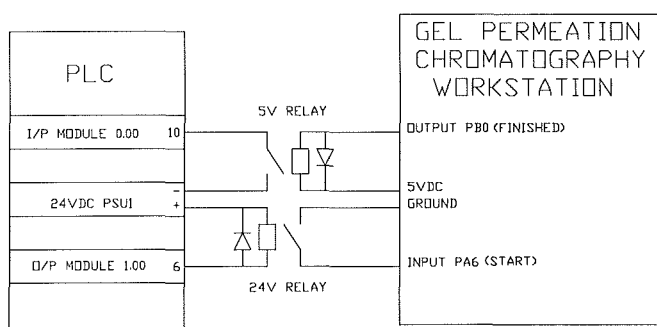 GEL PERMEATION
CHROMATOGRAPHY
WORKSTATION
PLC
5V RELAY
I/P MODULE 0.00 10
OUTPUT PB0 (FINISHED)
-
5VDC
24VDC PSU1 +
GROUND
O/P MODULE 1.00 6
INPUT PA6 (START)
24V RELAY